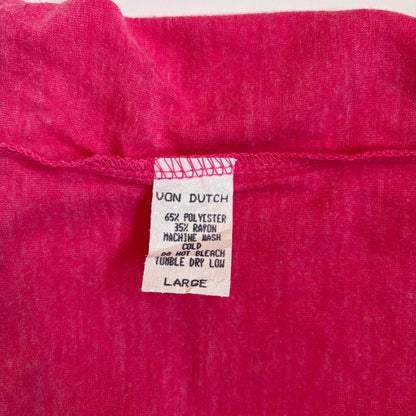 VON DUTCH
65% POLYESTER
35% RAYON
MACHINE WASH
COLD
DO NOT BLEACH
TUMBLE DRY LOW
LARGE